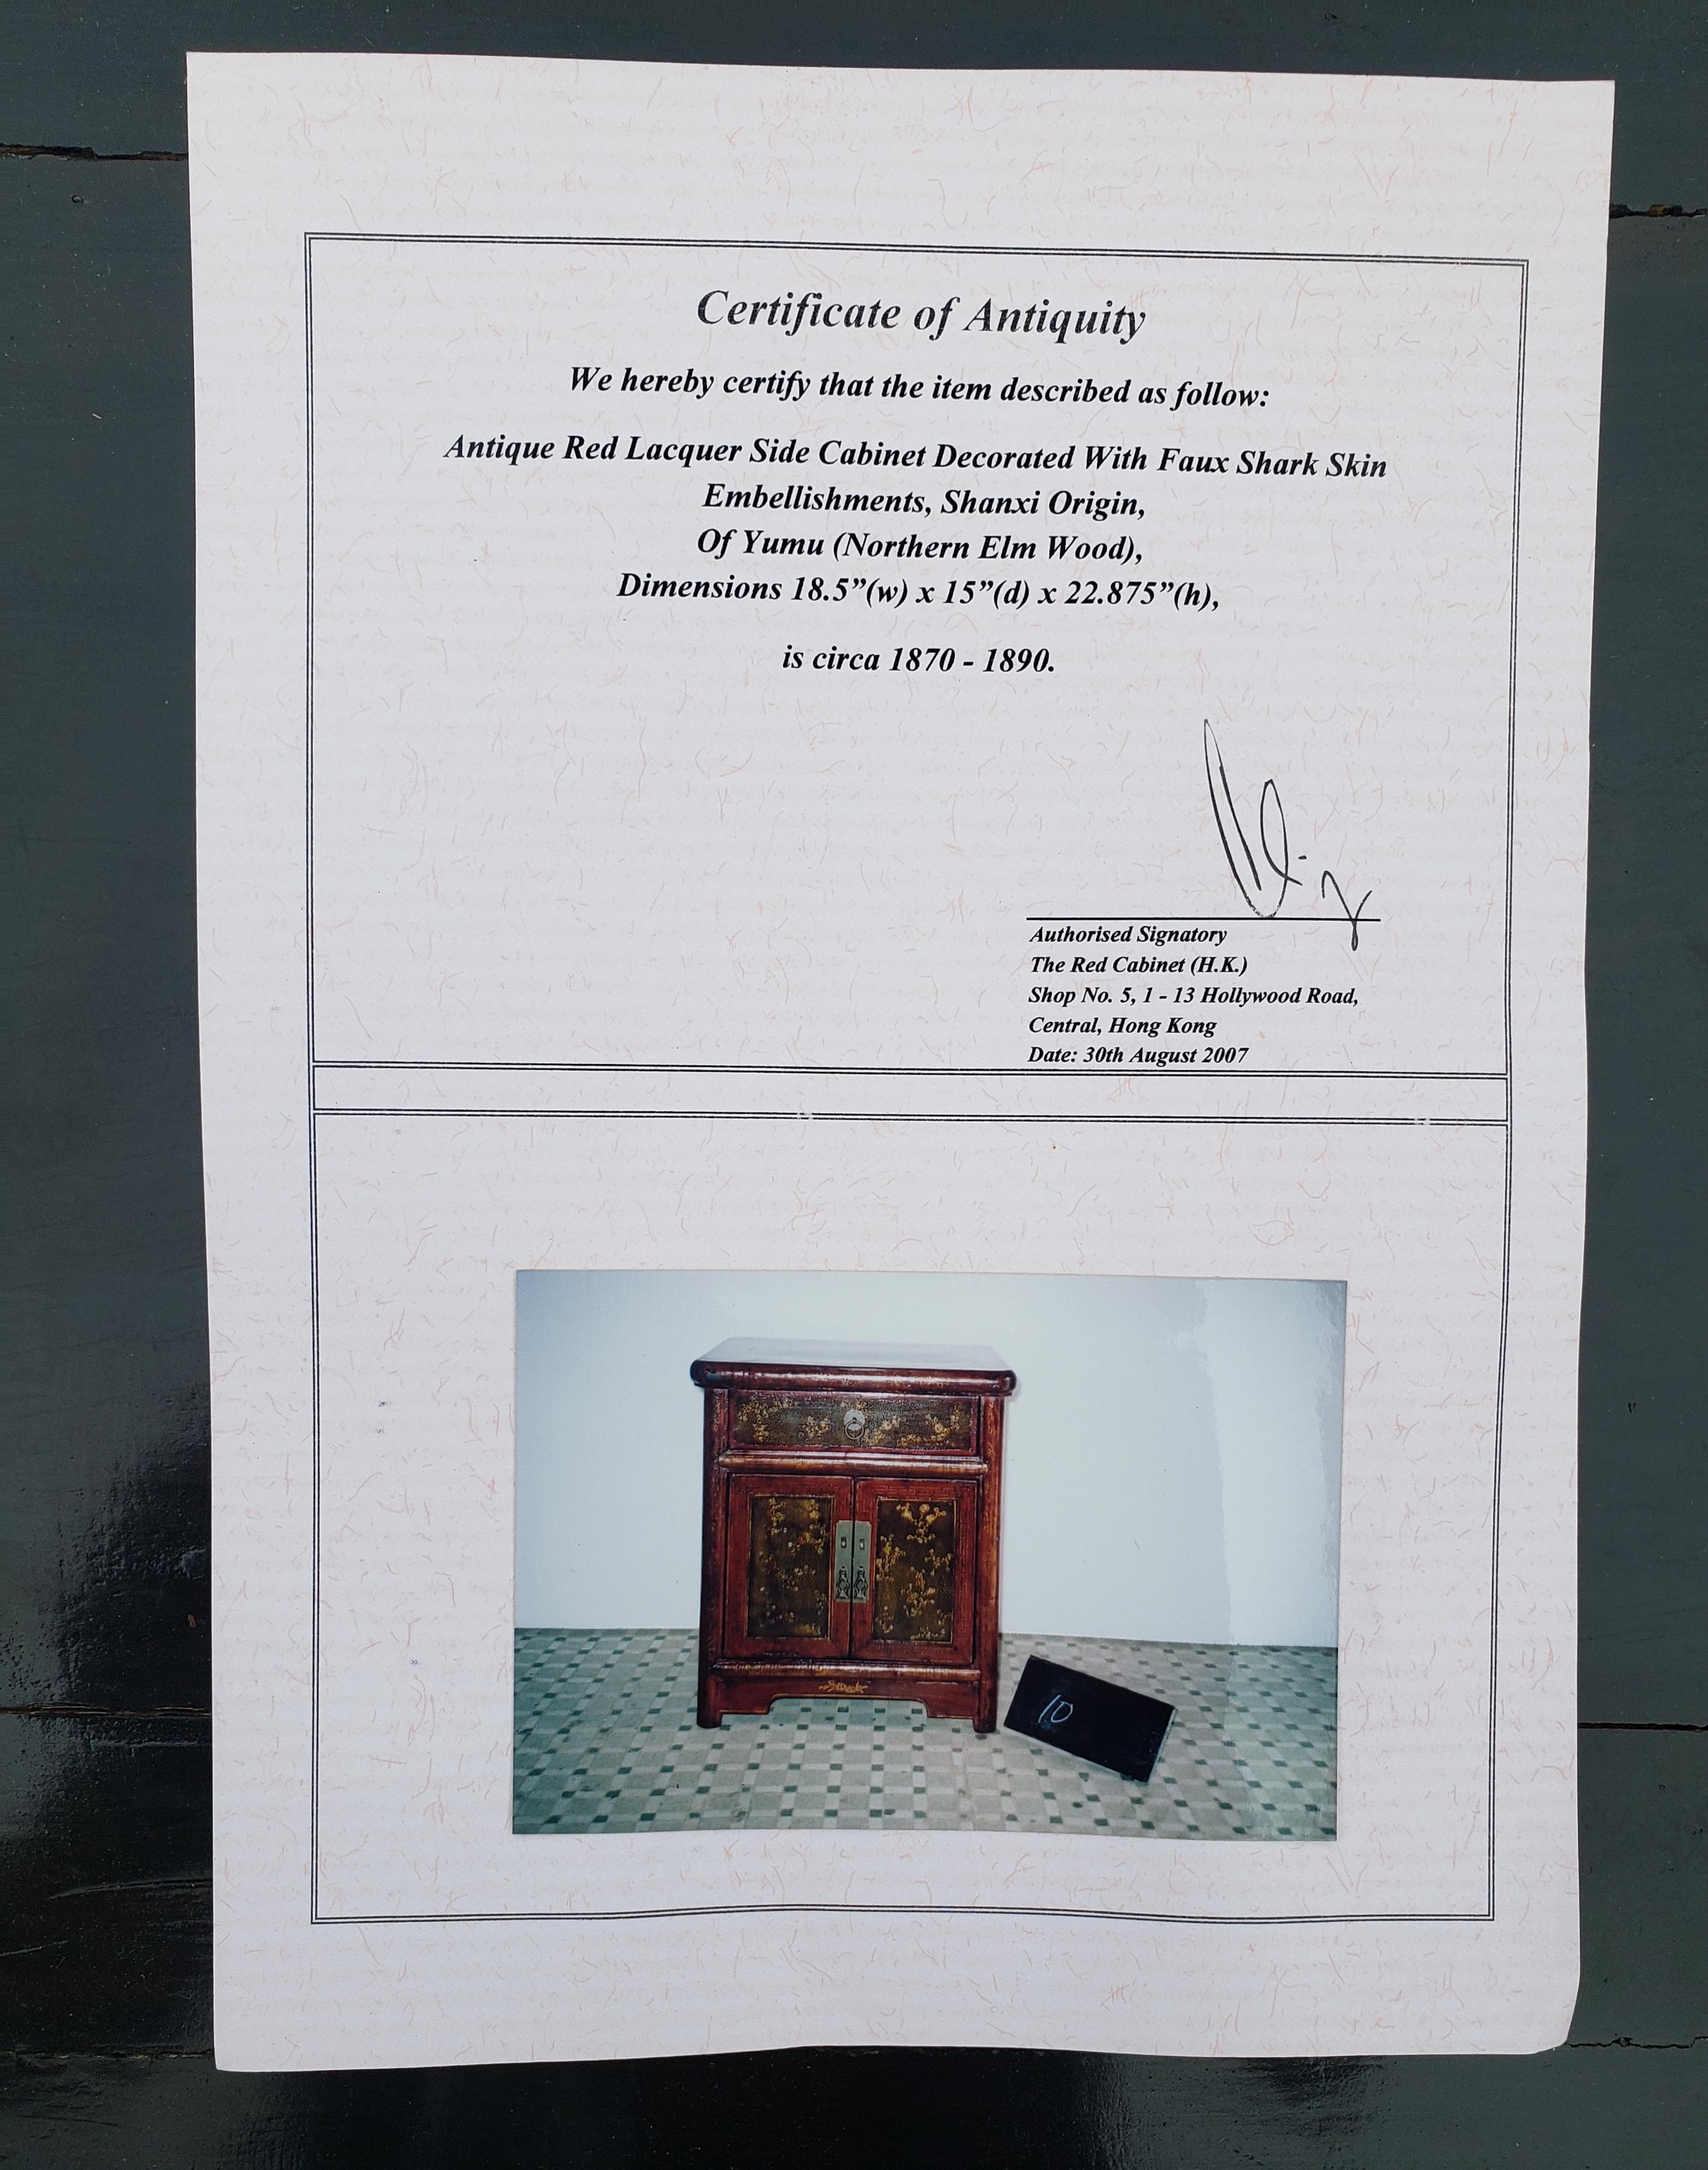 Certificate of Antiquity
We hereby certify that the item described as follow:
Antique Red Lacquer Side Cabinet Decorated With Faux Shark Skin
Embellishments, Shanxi Origin,
Of Yumu (Northern Elm Wood),
Dimensions 18.5”(w) x 15”(d) x 22.875”(h),
is circa 1870 - 1890.
Authorised Signatory
The Red Cabinet (H.K.)
Shop No. 5, 1 - 13 Hollywood Road,
Central, Hong Kong
Date: 30th August 2007
10